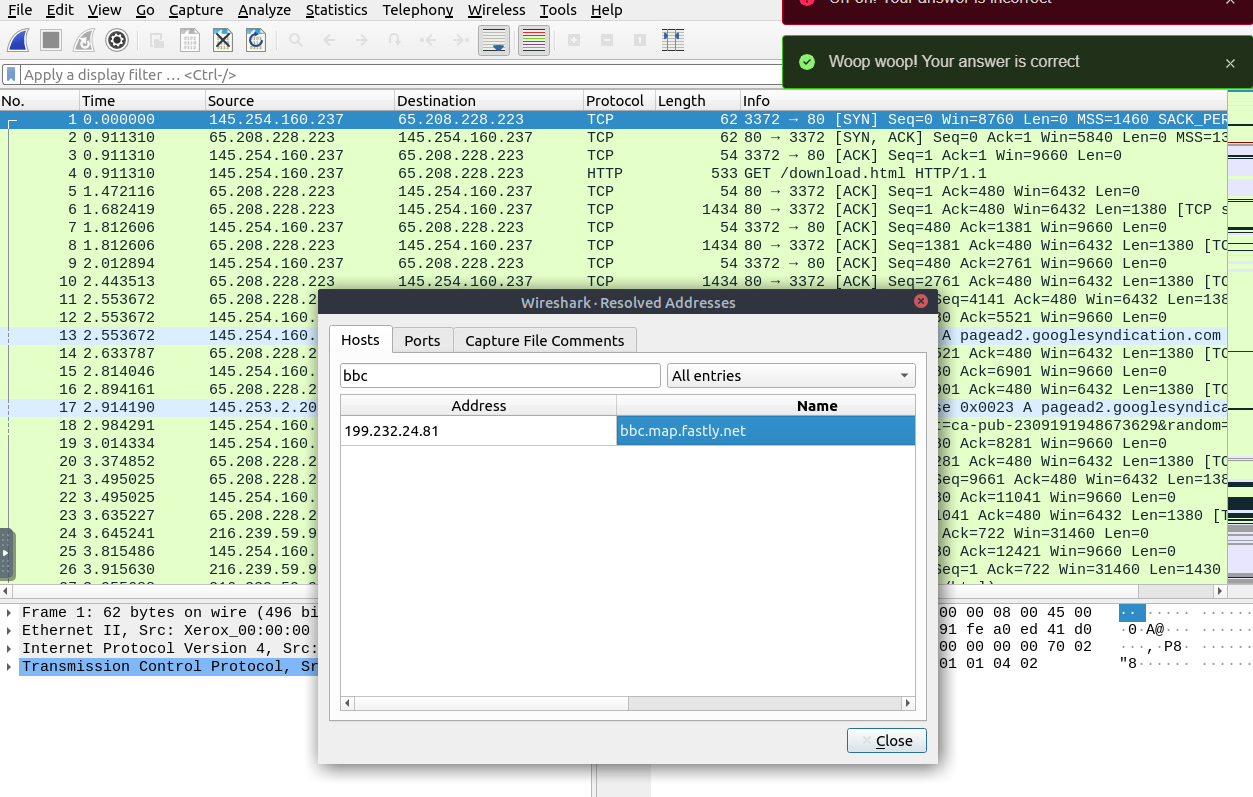 File Edit View Go Capture Analyze Statistics Telephony Wireless Tools Help
Woop woop! Your answer is correct
Apply a display filter … <Ctrl-/>
No. Time Source Destination Protocol Length Info
1 0.000000 145.254.160.237 65.208.228.223 TCP 62 3372 → 80 [SYN] Seq=0 Win=8760 Len=0 MSS=1460 SACK_PER
2 0.911310 65.208.228.223 145.254.160.237 TCP 62 80 → 3372 [SYN, ACK] Seq=0 Ack=1 Win=5840 Len=0 MSS=13
3 0.911310 145.254.160.237 65.208.228.223 TCP 54 3372 → 80 [ACK] Seq=1 Ack=1 Win=9660 Len=0
4 0.911310 145.254.160.237 65.208.228.223 HTTP 533 GET /download.html HTTP/1.1
5 1.472116 65.208.228.223 145.254.160.237 TCP 54 80 → 3372 [ACK] Seq=1 Ack=480 Win=6432 Len=0
6 1.682419 65.208.228.223 145.254.160.237 TCP 1434 80 → 3372 [ACK] Seq=1 Ack=480 Win=6432 Len=1380 [TCP s
7 1.812606 145.254.160.237 65.208.228.223 TCP 54 3372 → 80 [ACK] Seq=480 Ack=1381 Win=9660 Len=0
8 1.812606 65.208.228.223 145.254.160.237 TCP 1434 80 → 3372 [ACK] Seq=1381 Ack=480 Win=6432 Len=1380 [TC
9 2.012894 145.254.160.237 65.208.228.223 TCP 54 3372 → 80 [ACK] Seq=480 Ack=2761 Win=9660 Len=0
10 2.443513 65.208.228.223 145.254.160.237 TCP 1434 80 → 3372 [ACK] Seq=2761 Ack=480 Win=6432 Len=1380 [TC
11 2.553672 65.208.228.2 Seq=4141 Ack=480 Win=6432 Len=138
12 2.553672 145.254.160. 80 Ack=5521 Win=9660 Len=0
13 2.553672 145.254.160. A pagead2.googlesyndication.com
14 2.633787 65.208.228.2 521 Ack=480 Win=6432 Len=1380 [TC
15 2.814046 145.254.160. 80 Ack=6901 Win=9660 Len=0
16 2.894161 65.208.228.2 901 Ack=480 Win=6432 Len=1380 [TC
17 2.914190 145.253.2.20 se 0x0023 A pagead2.googlesyndica
18 2.984291 145.254.160. t=ca-pub-2309191948673629&random=
19 3.014334 145.254.160. 80 Ack=8281 Win=9660 Len=0
20 3.374852 65.208.228.2 281 Ack=480 Win=6432 Len=1380 [TC
21 3.495025 65.208.228.2 Seq=9661 Ack=480 Win=6432 Len=138
22 3.495025 145.254.160. 80 Ack=11041 Win=9660 Len=0
23 3.635227 65.208.228.2 1041 Ack=480 Win=6432 Len=1380 [T
24 3.645241 216.239.59.9 Ack=722 Win=31460 Len=0
25 3.815486 145.254.160. 80 Ack=12421 Win=9660 Len=0
26 3.915630 216.239.59.9 Seq=1 Ack=722 Win=31460 Len=1430
Wireshark · Resolved Addresses
Hosts Ports Capture File Comments
bbc All entries
Address Name
199.232.24.81 bbc.map.fastly.net
Close
Frame 1: 62 bytes on wire (496 bi 00 00 08 00 45 00 ·· ····· ······
Ethernet II, Src: Xerox_00:00:00 91 fe a0 ed 41 d0 ·0·A@··· ······
Internet Protocol Version 4, Src: 00 00 00 00 70 02 ···,·P8· ······
Transmission Control Protocol, Sr 01 01 04 02 "8··· ······